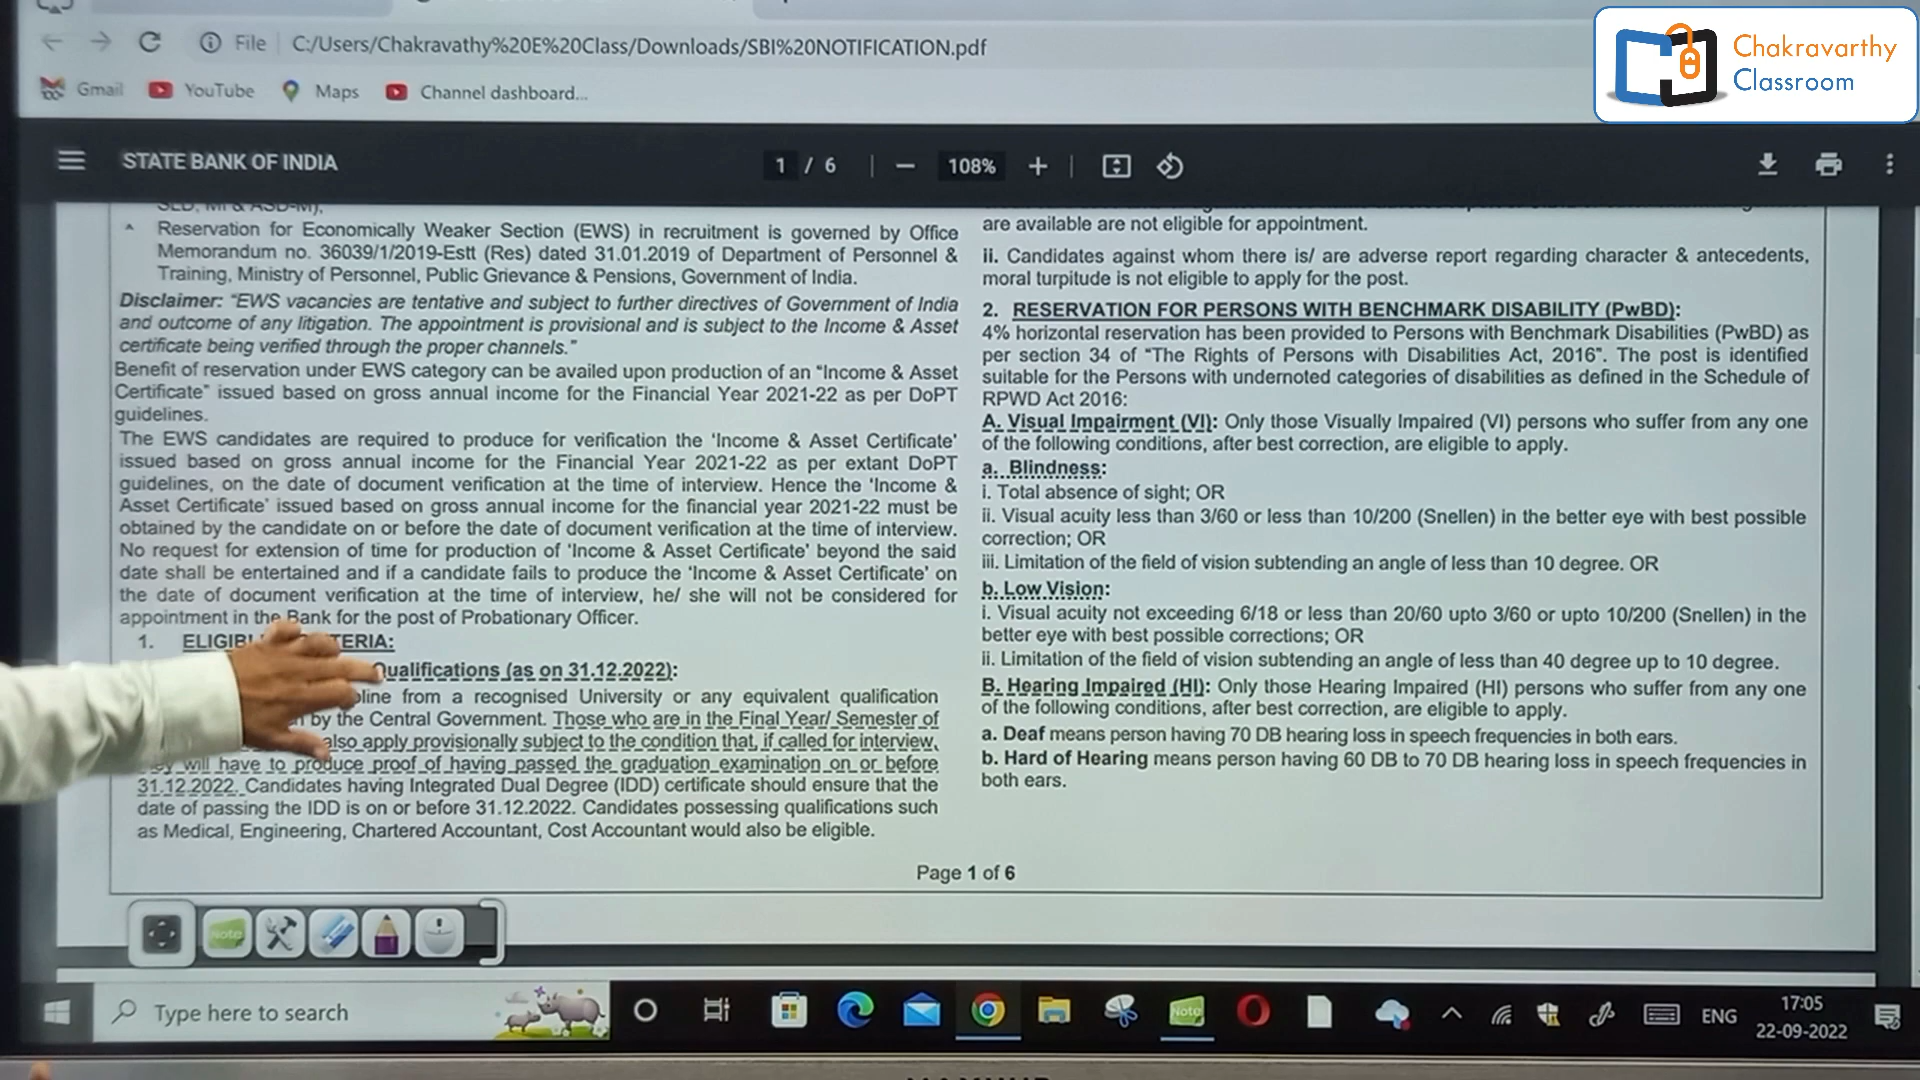 File C:/Users/Chakravathy%20E%20Class/Downloads/SBI%20NOTIFICATION.pdf
Chakravarthy
Classroom
Gmail YouTube Maps Channel dashboard...
STATE BANK OF INDIA 1 / 6 108%
^ Reservation for Economically Weaker Section (EWS) in recruitment is governed by Office
Memorandum no. 36039/1/2019-Estt (Res) dated 31.01.2019 of Department of Personnel &
Training, Ministry of Personnel, Public Grievance & Pensions, Government of India.
Disclaimer: "EWS vacancies are tentative and subject to further directives of Government of India
and outcome of any litigation. The appointment is provisional and is subject to the Income & Asset
certificate being verified through the proper channels."
Benefit of reservation under EWS category can be availed upon production of an "Income & Asset
Certificate" issued based on gross annual income for the Financial Year 2021-22 as per DoPT
guidelines.
The EWS candidates are required to produce for verification the 'Income & Asset Certificate'
issued based on gross annual income for the Financial Year 2021-22 as per extant DoPT
guidelines, on the date of document verification at the time of interview. Hence the 'Income &
Asset Certificate' issued based on gross annual income for the financial year 2021-22 must be
obtained by the candidate on or before the date of document verification at the time of interview.
No request for extension of time for production of 'Income & Asset Certificate' beyond the said
date shall be entertained and if a candidate fails to produce the 'Income & Asset Certificate' on
the date of document verification at the time of interview, he/ she will not be considered for
appointment in the Bank for the post of Probationary Officer.
1. ELIGIB TERIA:
Qualifications (as on 31.12.2022):
from a recognised University or any equivalent qualification
by the Central Government. Those who are in the Final Year/ Semester of
also apply provisionally subject to the condition that, if called for interview,
will have to produce proof of having passed the graduation examination on or before
31.12.2022. Candidates having Integrated Dual Degree (IDD) certificate should ensure that the
date of passing the IDD is on or before 31.12.2022. Candidates possessing qualifications such
as Medical, Engineering, Chartered Accountant, Cost Accountant would also be eligible.
are available are not eligible for appointment.
ii. Candidates against whom there is/ are adverse report regarding character & antecedents,
moral turpitude is not eligible to apply for the post.
2. RESERVATION FOR PERSONS WITH BENCHMARK DISABILITY (PwBD):
4% horizontal reservation has been provided to Persons with Benchmark Disabilities (PwBD) as
per section 34 of "The Rights of Persons with Disabilities Act, 2016". The post is identified
suitable for the Persons with undernoted categories of disabilities as defined in the Schedule of
RPWD Act 2016:
A. Visual Impairment (VI): Only those Visually Impaired (VI) persons who suffer from any one
of the following conditions, after best correction, are eligible to apply.
a. Blindness:
i. Total absence of sight; OR
ii. Visual acuity less than 3/60 or less than 10/200 (Snellen) in the better eye with best possible
correction; OR
iii. Limitation of the field of vision subtending an angle of less than 10 degree. OR
b. Low Vision:
i. Visual acuity not exceeding 6/18 or less than 20/60 upto 3/60 or upto 10/200 (Snellen) in the
better eye with best possible corrections; OR
ii. Limitation of the field of vision subtending an angle of less than 40 degree up to 10 degree.
B. Hearing Impaired (HI): Only those Hearing Impaired (HI) persons who suffer from any one
of the following conditions, after best correction, are eligible to apply.
a. Deaf means person having 70 DB hearing loss in speech frequencies in both ears.
b. Hard of Hearing means person having 60 DB to 70 DB hearing loss in speech frequencies in
both ears.
Page 1 of 6
Note
Type here to search
Note
ENG
17:05
22-09-2022